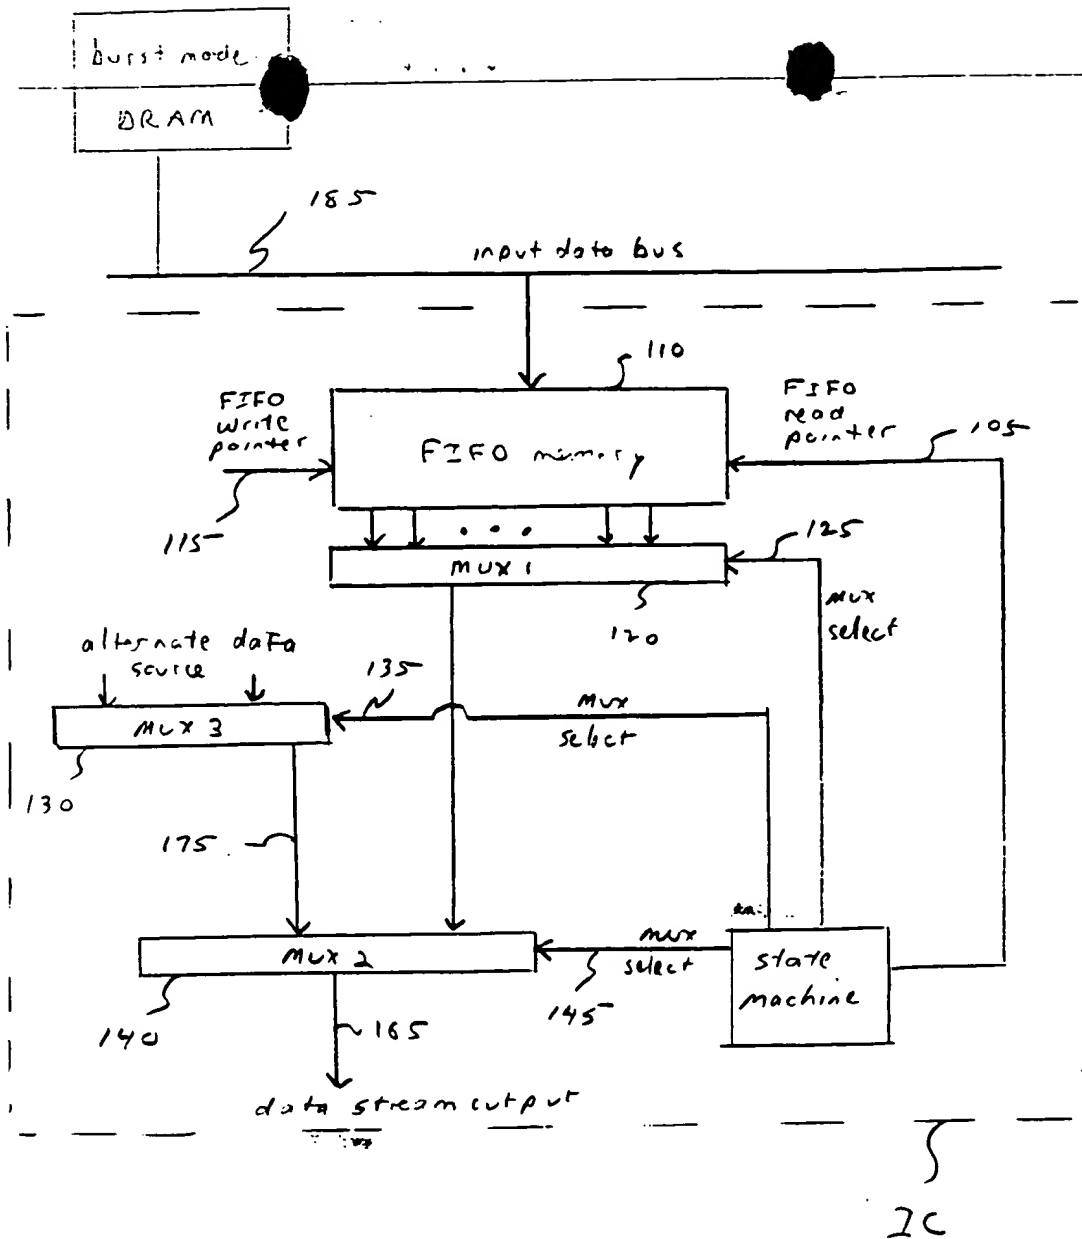 burst mode
DRAM
185
input data bus
110
FIFO
write
pointer
FIFO memory
FIFO
read
pointer
105
115
...
MUX 1
125
120
mux
select
alternate data
source
135
mux
select
MUX 3
130
175
MUX 2
mux
select
state
machine
140
165
145
data stream output
IC